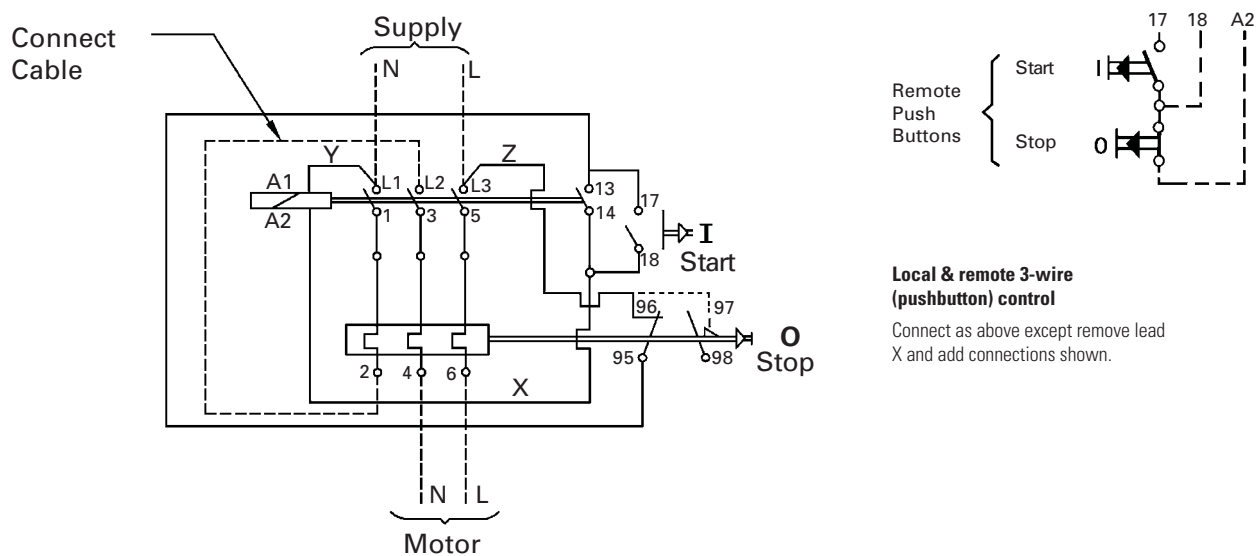 Connect
Cable
Supply
N L
Y
Z
A1
A2
L1 L2 L3
1 3 5
13
14
17
18
I
Start
96 97
95 98
O
Stop
2 4 6
X
N L
Motor
17 18 A2
Remote
Push
Buttons
Start
I
Stop
O
Local & remote 3-wire
(pushbutton) control
Connect as above except remove lead
X and add connections shown.